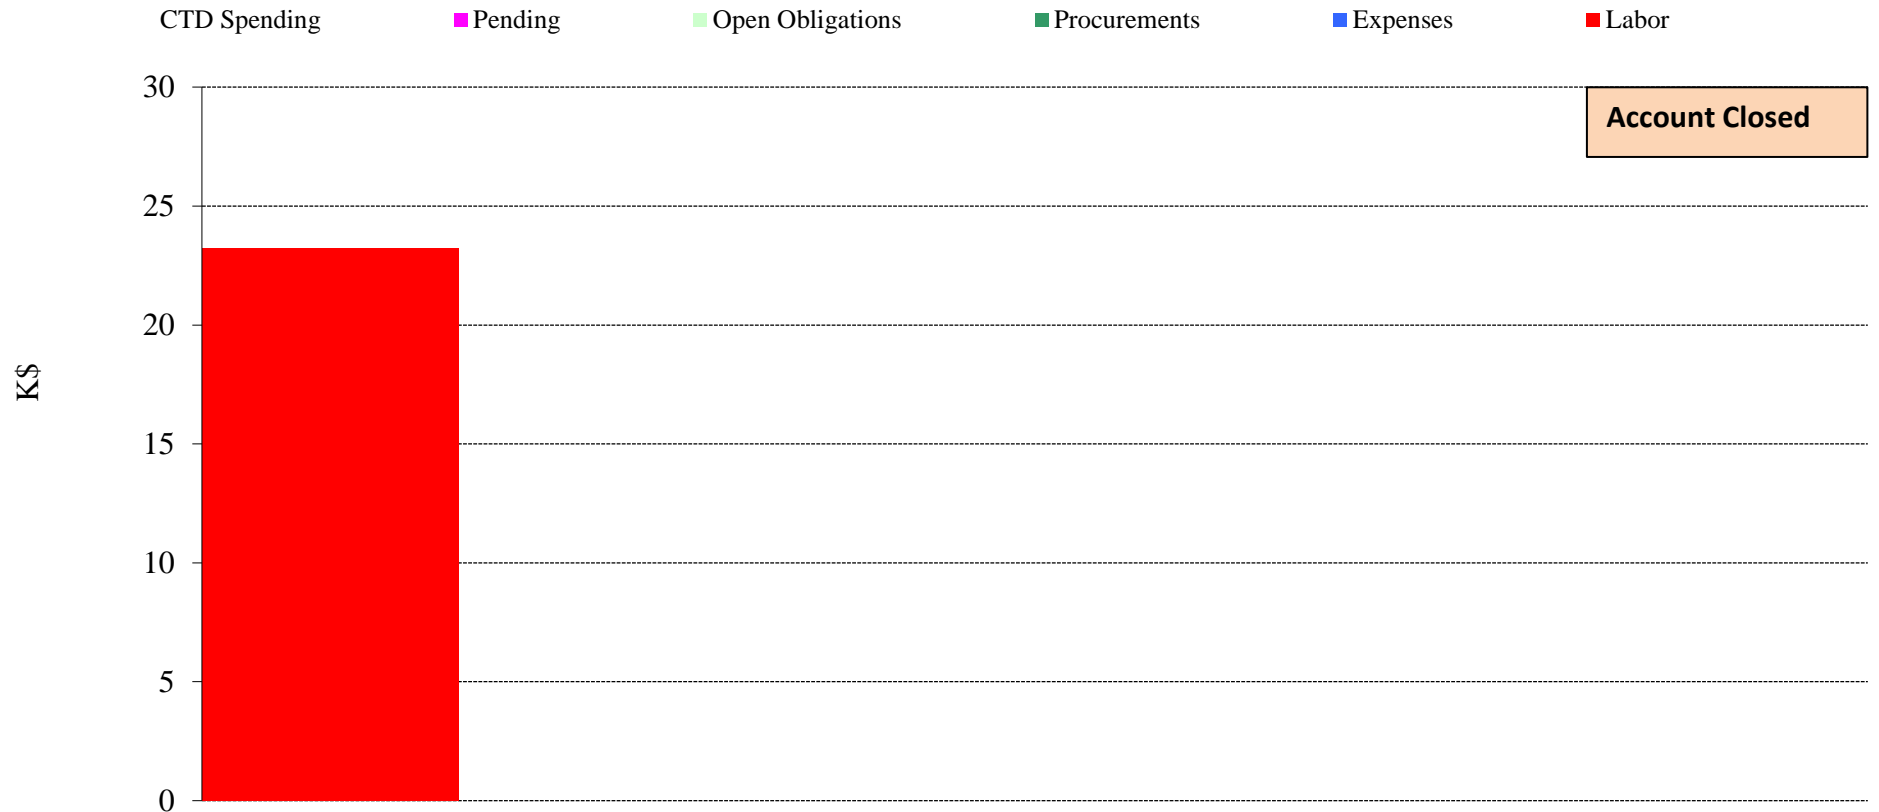 CTD Spending Pending Open Obligations Procurements Expenses Labor
30
Account Closed
25
20
K$
15
10
5
0